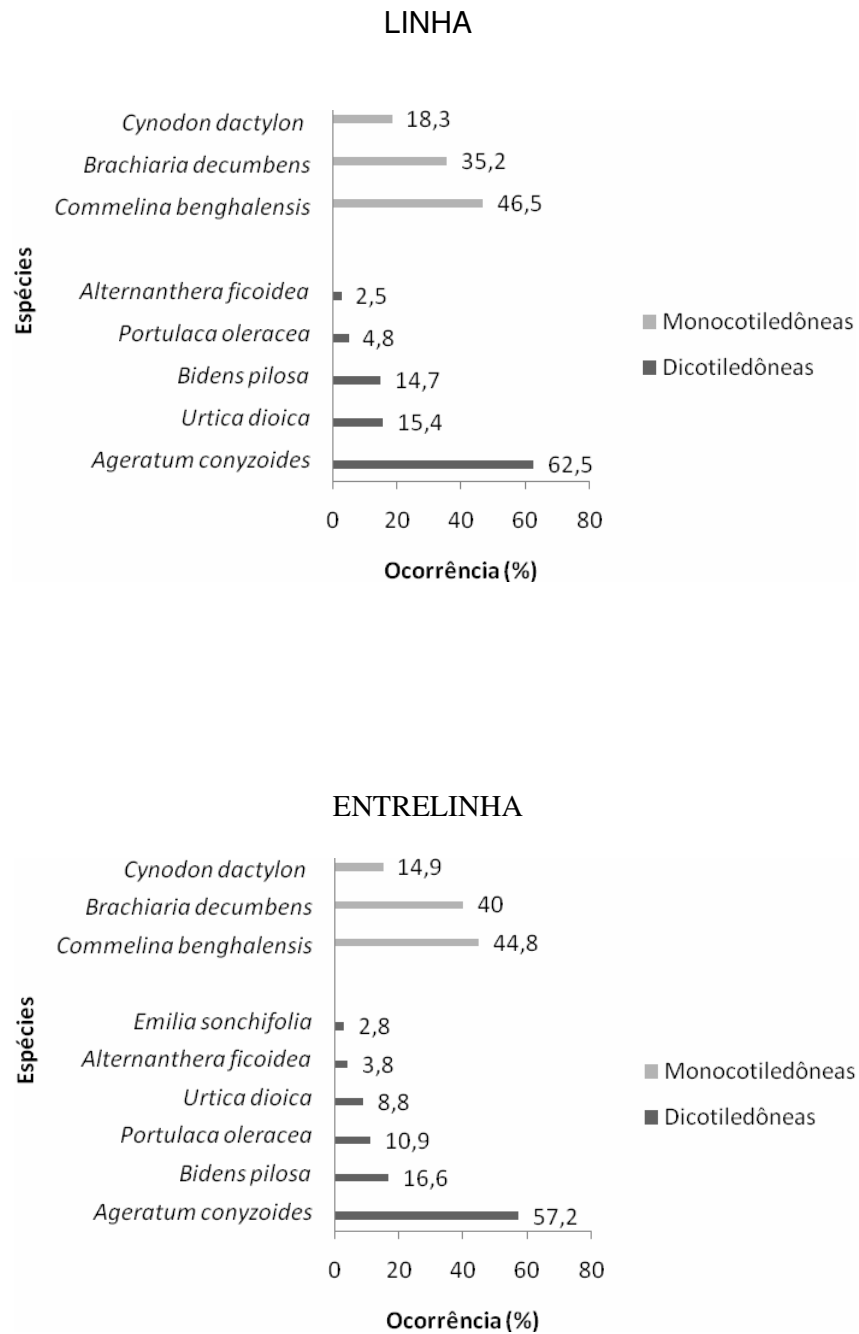 LINHA
Espécies
Cynodon dactylon 18,3
Brachiaria decumbens 35,2
Commelina benghalensis 46,5
Alternanthera ficoidea 2,5
Portulaca oleracea 4,8
Bidens pilosa 14,7
Urtica dioica 15,4
Ageratum conyzoides 62,5
0 20 40 60 80
Ocorrência (%)
Monocotiledôneas
Dicotiledôneas
ENTRELINHA
Espécies
Cynodon dactylon 14,9
Brachiaria decumbens 40
Commelina benghalensis 44,8
Emilia sonchifolia 2,8
Alternanthera ficoidea 3,8
Urtica dioica 8,8
Portulaca oleracea 10,9
Bidens pilosa 16,6
Ageratum conyzoides 57,2
0 20 40 60 80
Ocorrência (%)
Monocotiledôneas
Dicotiledôneas